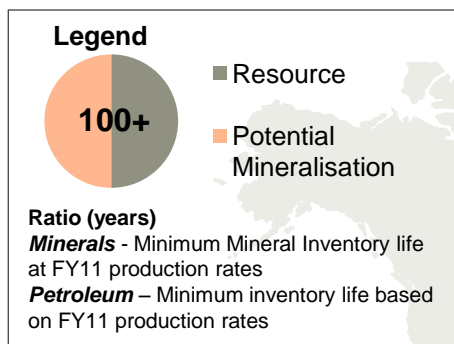 Legend
100+
Resource
Potential
Mineralisation
Ratio (years)
Minerals - Minimum Mineral Inventory life
at FY11 production rates
Petroleum – Minimum inventory life based
on FY11 production rates